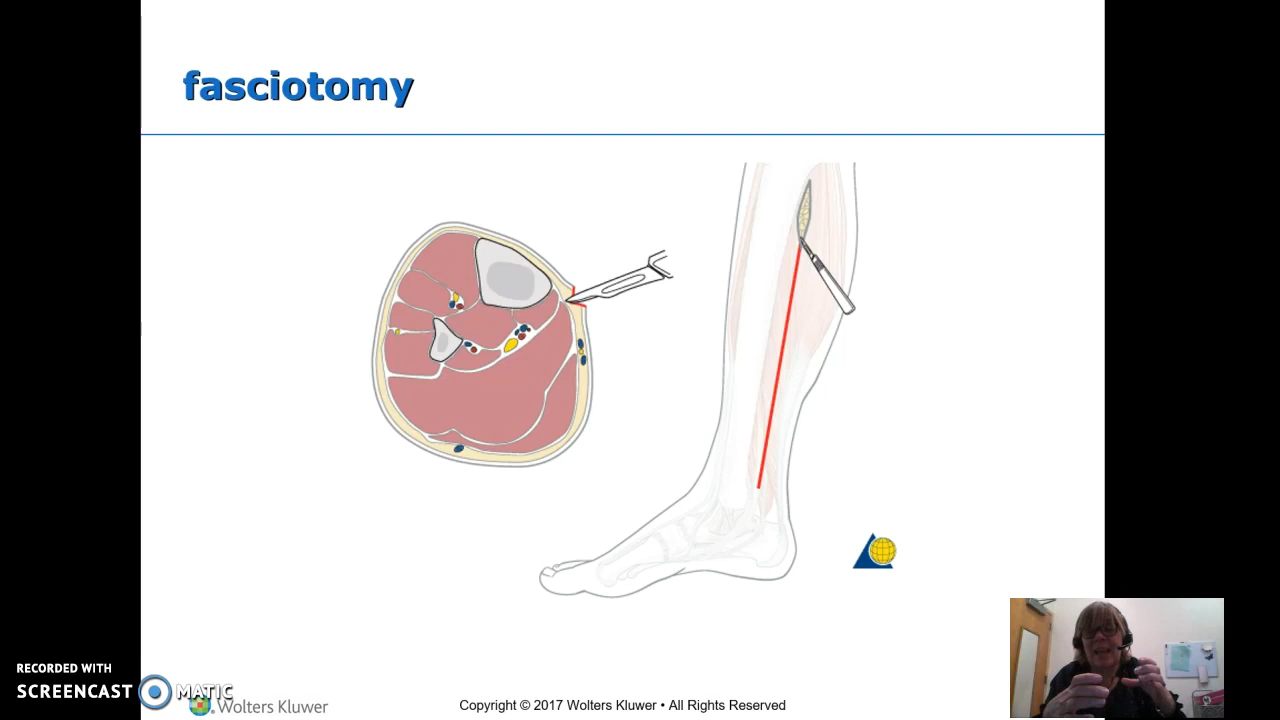 fasciotomy
RECORDED WITH
SCREENCAST MATIC
Wolters Kluwer
Copyright © 2017 Wolters Kluwer • All Rights Reserved